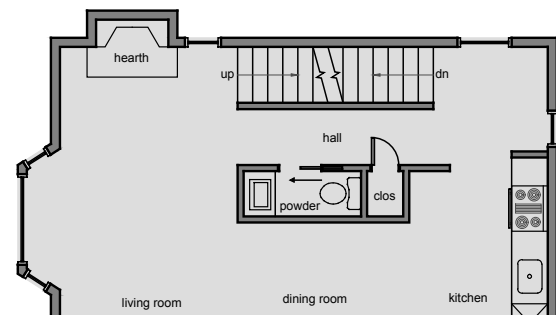 hearth
up
dn
hall
powder
clos
living room
dining room
kitchen